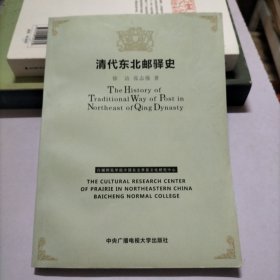 清代东北邮驿史
The History of
Traditional Way of Post in
Northeast of Qing Dynasty
THE CULTURAL RESEARCH CENTER
OF PRAIRIE IN NORTHEASTERN CHINA
BAICHENG NORMAL COLLEGE
中央广播电视大学出版社